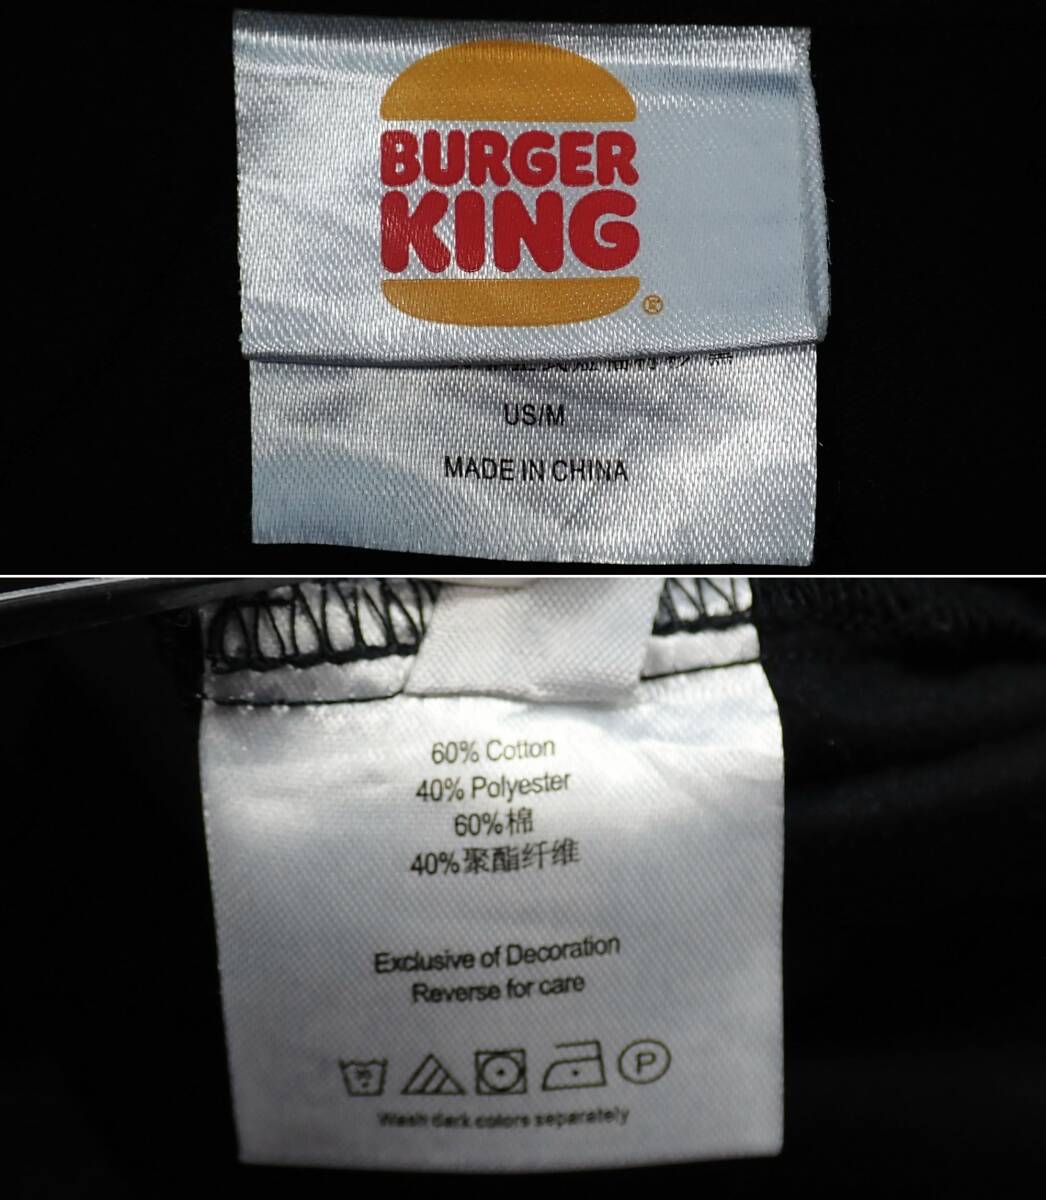 BURGER
KING
®
US/M
MADE IN CHINA
60% Cotton
40% Polyester
60%棉
40%聚酯纤维
Exclusive of Decoration
Reverse for care
P
Wash dark colors separately